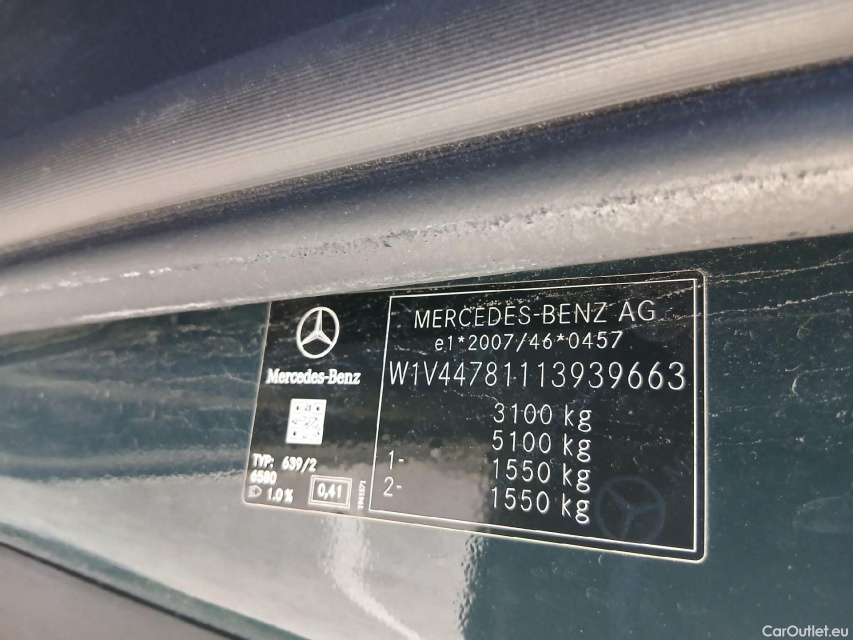 MERCEDES-BENZ AG
e1*2007/46*0457
W1V44781113939663
3100 kg
5100 kg
1- 1550 kg
2- 1550 kg
Mercedes-Benz
TYP: 639/2
6580
1.0% 0,41
CarOutlet.eu